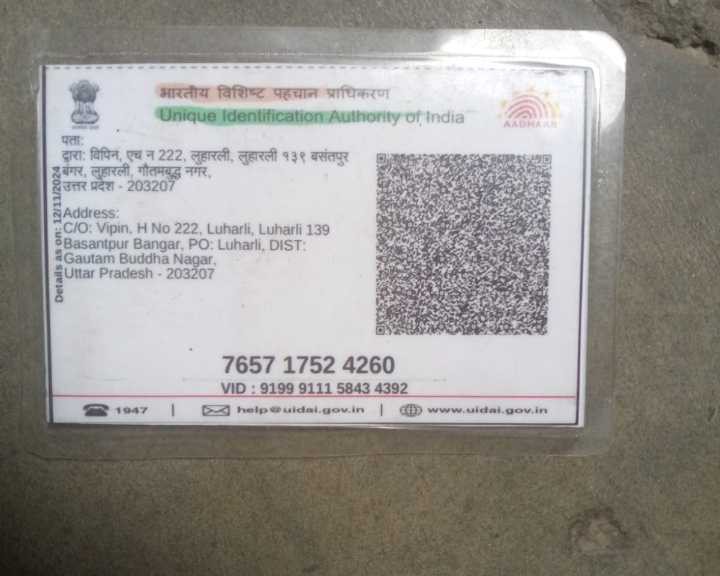 भारतीय विशिष्ट पहचान प्राधिकरण
Unique Identification Authority of India
AADHAAR
पता:
द्वारा: विपिन, एच न 222, लुहारली, लुहारली १३९ बसंतपुर
बंगर, लुहारली, गौतमबुद्ध नगर,
उत्तर प्रदेश - 203207
Details as on: 12/11/2024
Address:
C/O: Vipin, H No 222, Luharli, Luharli 139
Basantpur Bangar, PO: Luharli, DIST:
Gautam Buddha Nagar,
Uttar Pradesh - 203207
7657 1752 4260
VID : 9199 9111 5843 4392
1947 | help@uidai.gov.in | www.uidai.gov.in